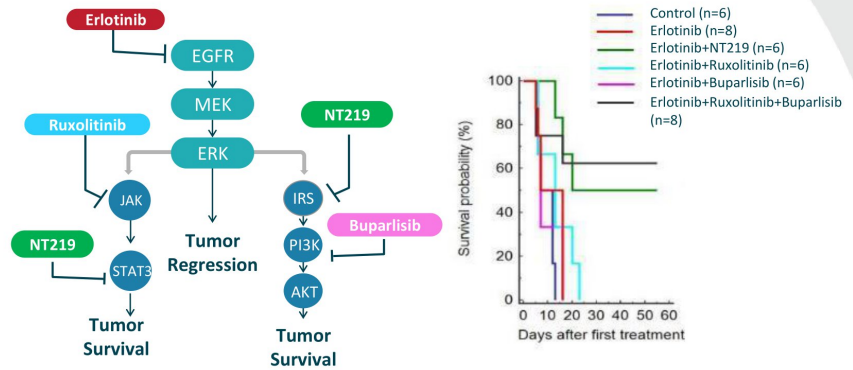 Erlotinib
EGFR
MEK
Ruxolitinib
NT219
ERK
JAK
IRS
Buparlisib
NT219
Tumor
Regression
PI3K
STAT3
AKT
Tumor
Survival
Tumor
Survival
Control (n=6)
Erlotinib (n=8)
Erlotinib+NT219 (n=6)
Erlotinib+Ruxolitinib (n=6)
Erlotinib+Buparlisib (n=6)
Erlotinib+Ruxolitinib+Buparlisib
(n=8)
Survival probability (%)
100
80
60
40
20
0
0 10 20 30 40 50 60
Days after first treatment